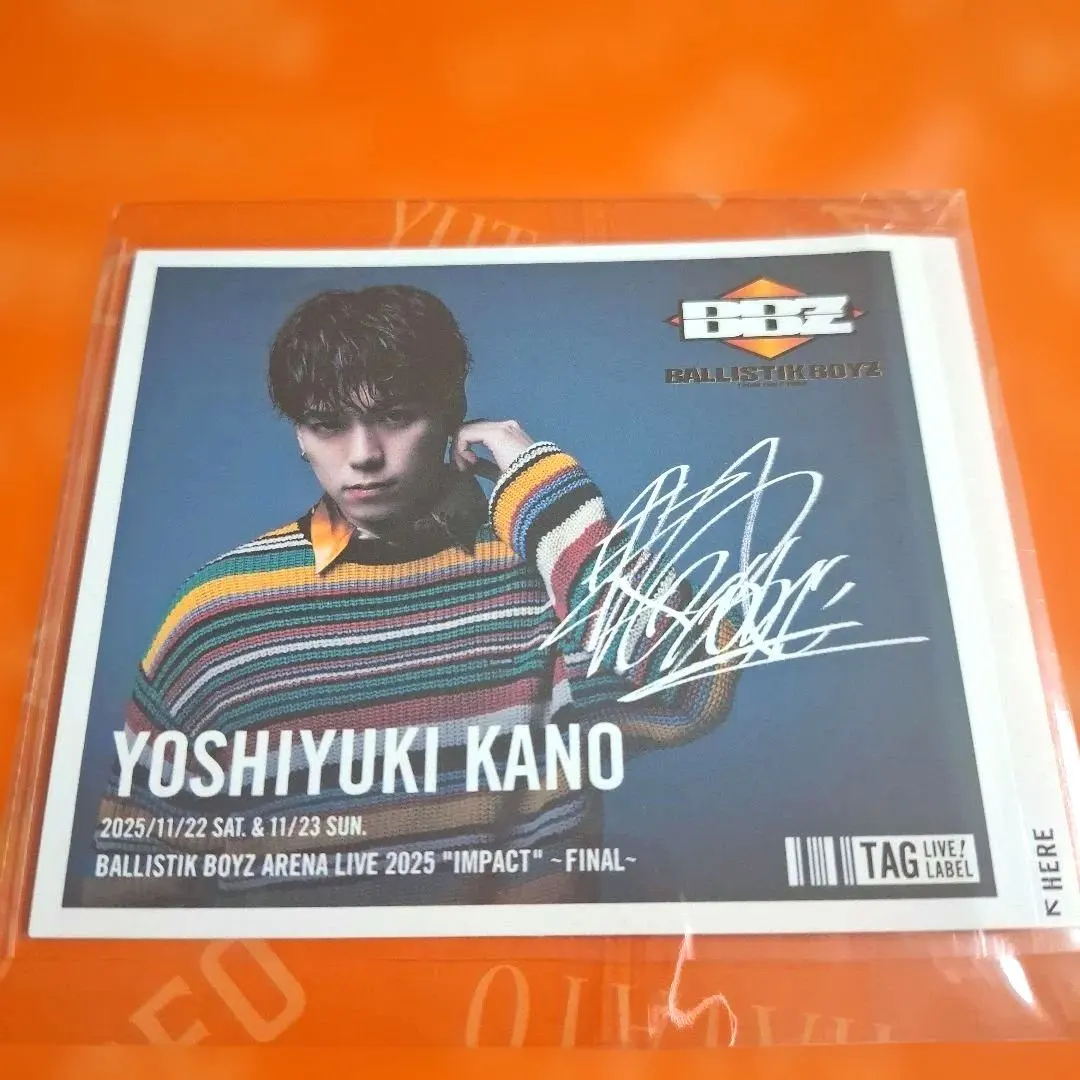 BBZ
BALLISTIK BOYZ
YOSHIYUKI KANO
2025/11/22 SAT. & 11/23 SUN.
BALLISTIK BOYZ ARENA LIVE 2025 "IMPACT" ~FINAL~
TAG LIVE!
LABEL
↖HERE